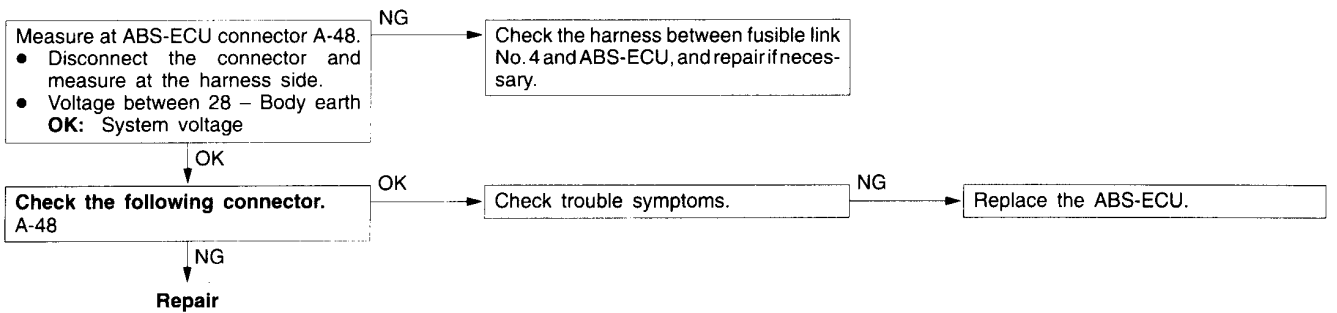 Measure at ABS-ECU connector A-48.
● Disconnect the connector and
measure at the harness side.
● Voltage between 28 – Body earth
OK: System voltage
NG
Check the harness between fusible link
No. 4 and ABS-ECU, and repair if neces-
sary.
OK
Check the following connector.
A-48
OK
Check trouble symptoms.
NG
Replace the ABS-ECU.
NG
Repair